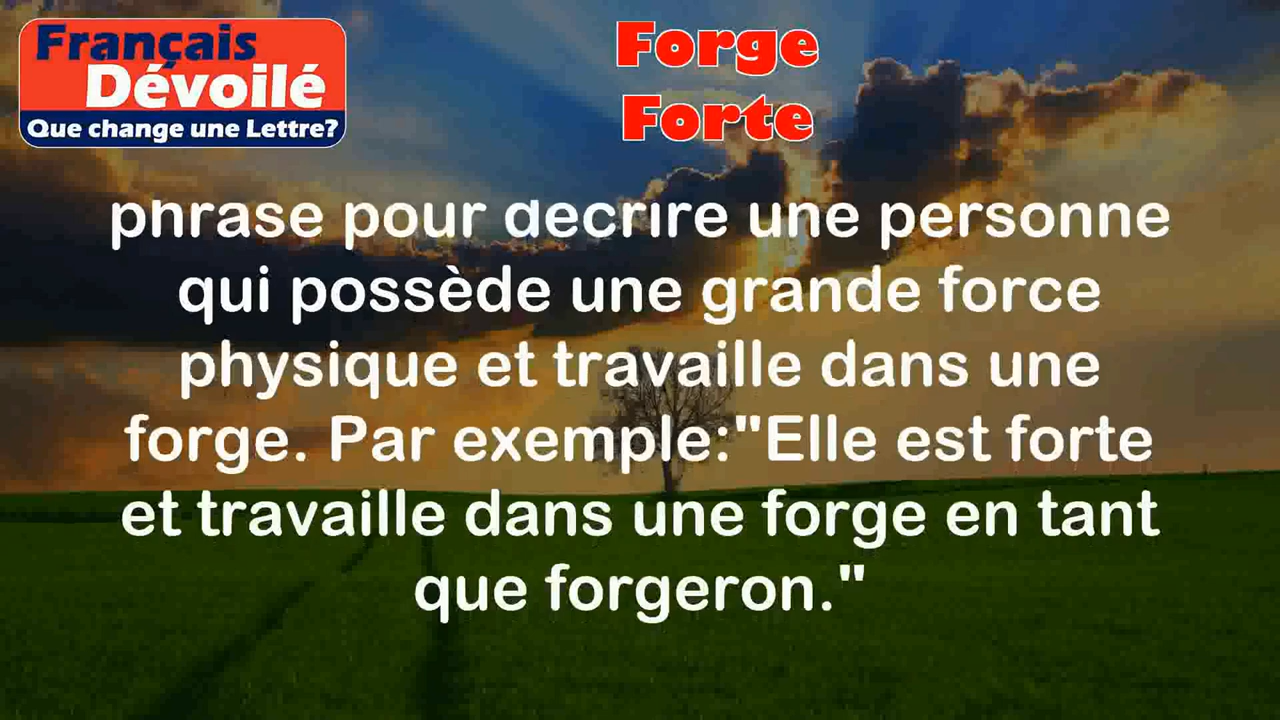 Français
Dévoilé
Que change une Lettre?
Forge
Forte
phrase pour décrire une personne
qui possède une grande force
physique et travaille dans une
forge. Par exemple:"Elle est forte
et travaille dans une forge en tant
que forgeron."